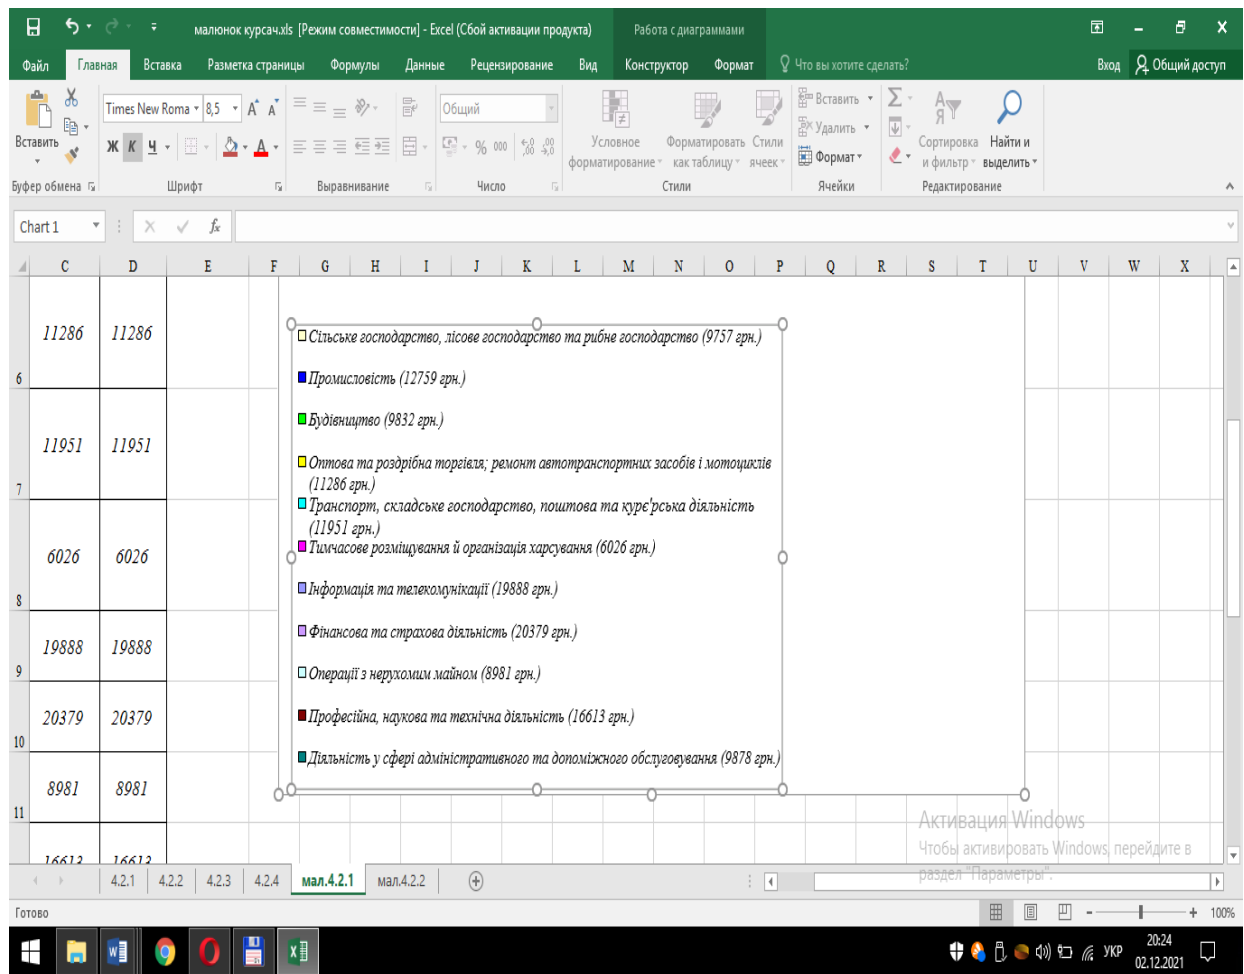 малюнок курсач.xls [Режим совместимости] - Excel (Сбой активации продукта)
Работа с диаграммами
Файл Главная Вставка Разметка страницы Формулы Данные Рецензирование Вид Конструктор Формат Что вы хотите сделать? Вход Общий доступ
Вставить
Times New Roma 8,5
Ж К Ч
Общий
% 000
Условное форматирование
Форматировать как таблицу
Стили ячеек
Вставить
Удалить
Формат
Сортировка и фильтр
Найти и выделить
Буфер обмена Шрифт Выравнивание Число Стили Ячейки Редактирование
Chart 1 fx
C D E F G H I J K L M N O P Q R S T U V W X
6 11286 11286
7 11951 11951
8 6026 6026
9 19888 19888
10 20379 20379
11 8981 8981
16613 16613
Сільське господарство, лісове господарство та рибне господарство (9757 грн.)
Промисловість (12759 грн.)
Будівництво (9832 грн.)
Оптова та роздрібна торгівля; ремонт автотранспортних засобів і мотоциклів
(11286 грн.)
Транспорт, складське господарство, поштова та кур'єрська діяльність
(11951 грн.)
Тимчасове розміщування й організація харсування (6026 грн.)
Інформація та телекомунікації (19888 грн.)
Фінансова та страхова діяльність (20379 грн.)
Операції з нерухомим майном (8981 грн.)
Професійна, наукова та технічна діяльність (16613 грн.)
Діяльність у сфері адміністративного та допоміжного обслуговування (9878 грн.)
Активация Windows
Чтобы активировать Windows, перейдите в
раздел "Параметры".
4.2.1 4.2.2 4.2.3 4.2.4 мал.4.2.1 мал.4.2.2
Готово 100%
УКР
20:24
02.12.2021